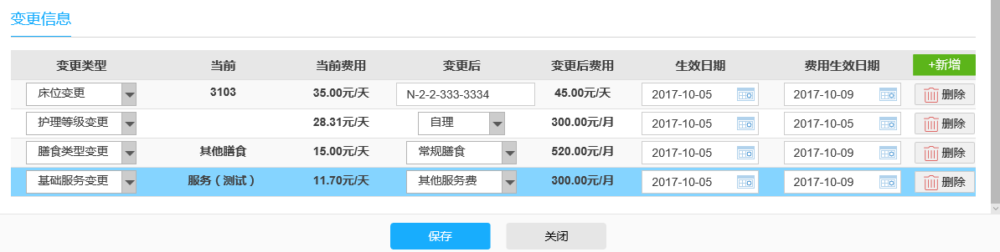 变更信息
变更类型 当前 当前费用 变更后 变更后费用 生效日期 费用生效日期 +新增
床位变更 3103 35.00元/天 N-2-2-333-3334 45.00元/天 2017-10-05 2017-10-09 删除
护理等级变更 28.31元/天 自理 300.00元/月 2017-10-05 2017-10-09 删除
膳食类型变更 其他膳食 15.00元/天 常规膳食 520.00元/月 2017-10-05 2017-10-09 删除
基础服务变更 服务（测试） 11.70元/天 其他服务费 300.00元/月 2017-10-05 2017-10-09 删除
保存 关闭